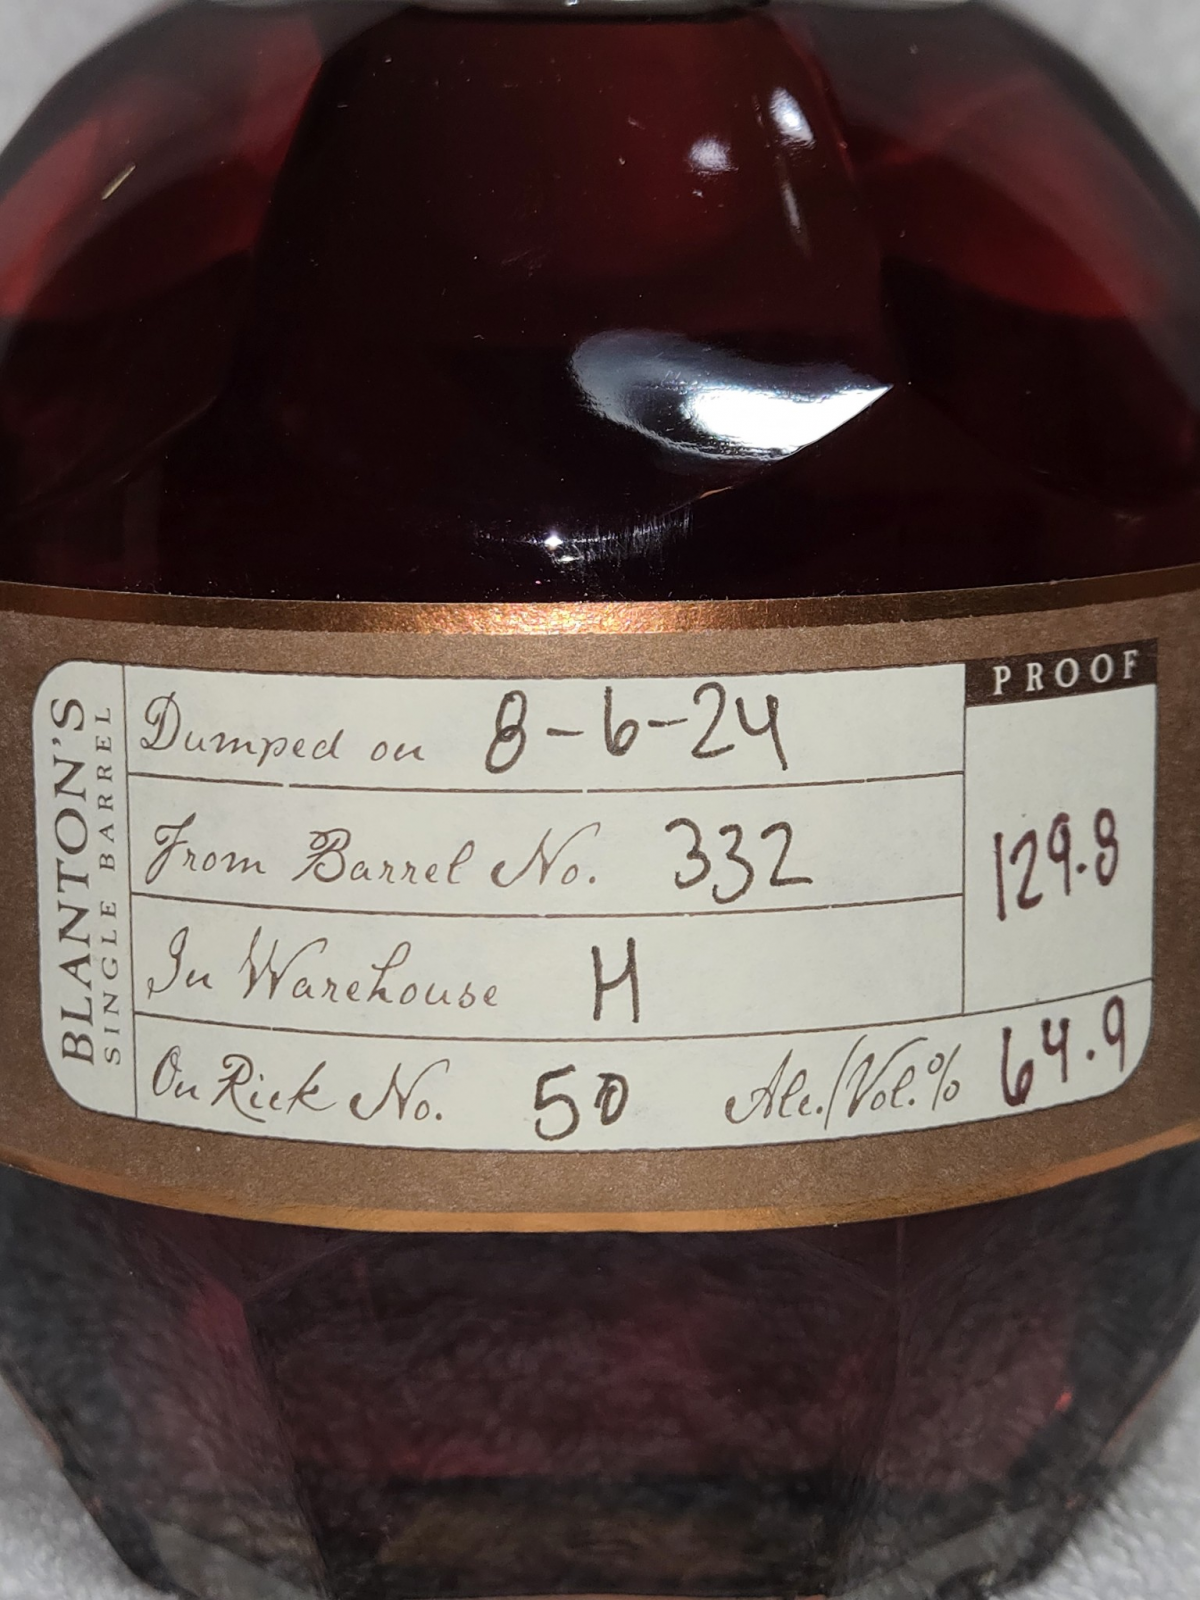 BLANTON'S
SINGLE BARREL
Dumped on 8-6-24
From Barrel No. 332
In Warehouse H
On Rick No. 50 Alc./Vol.% 64.9
PROOF
129.8